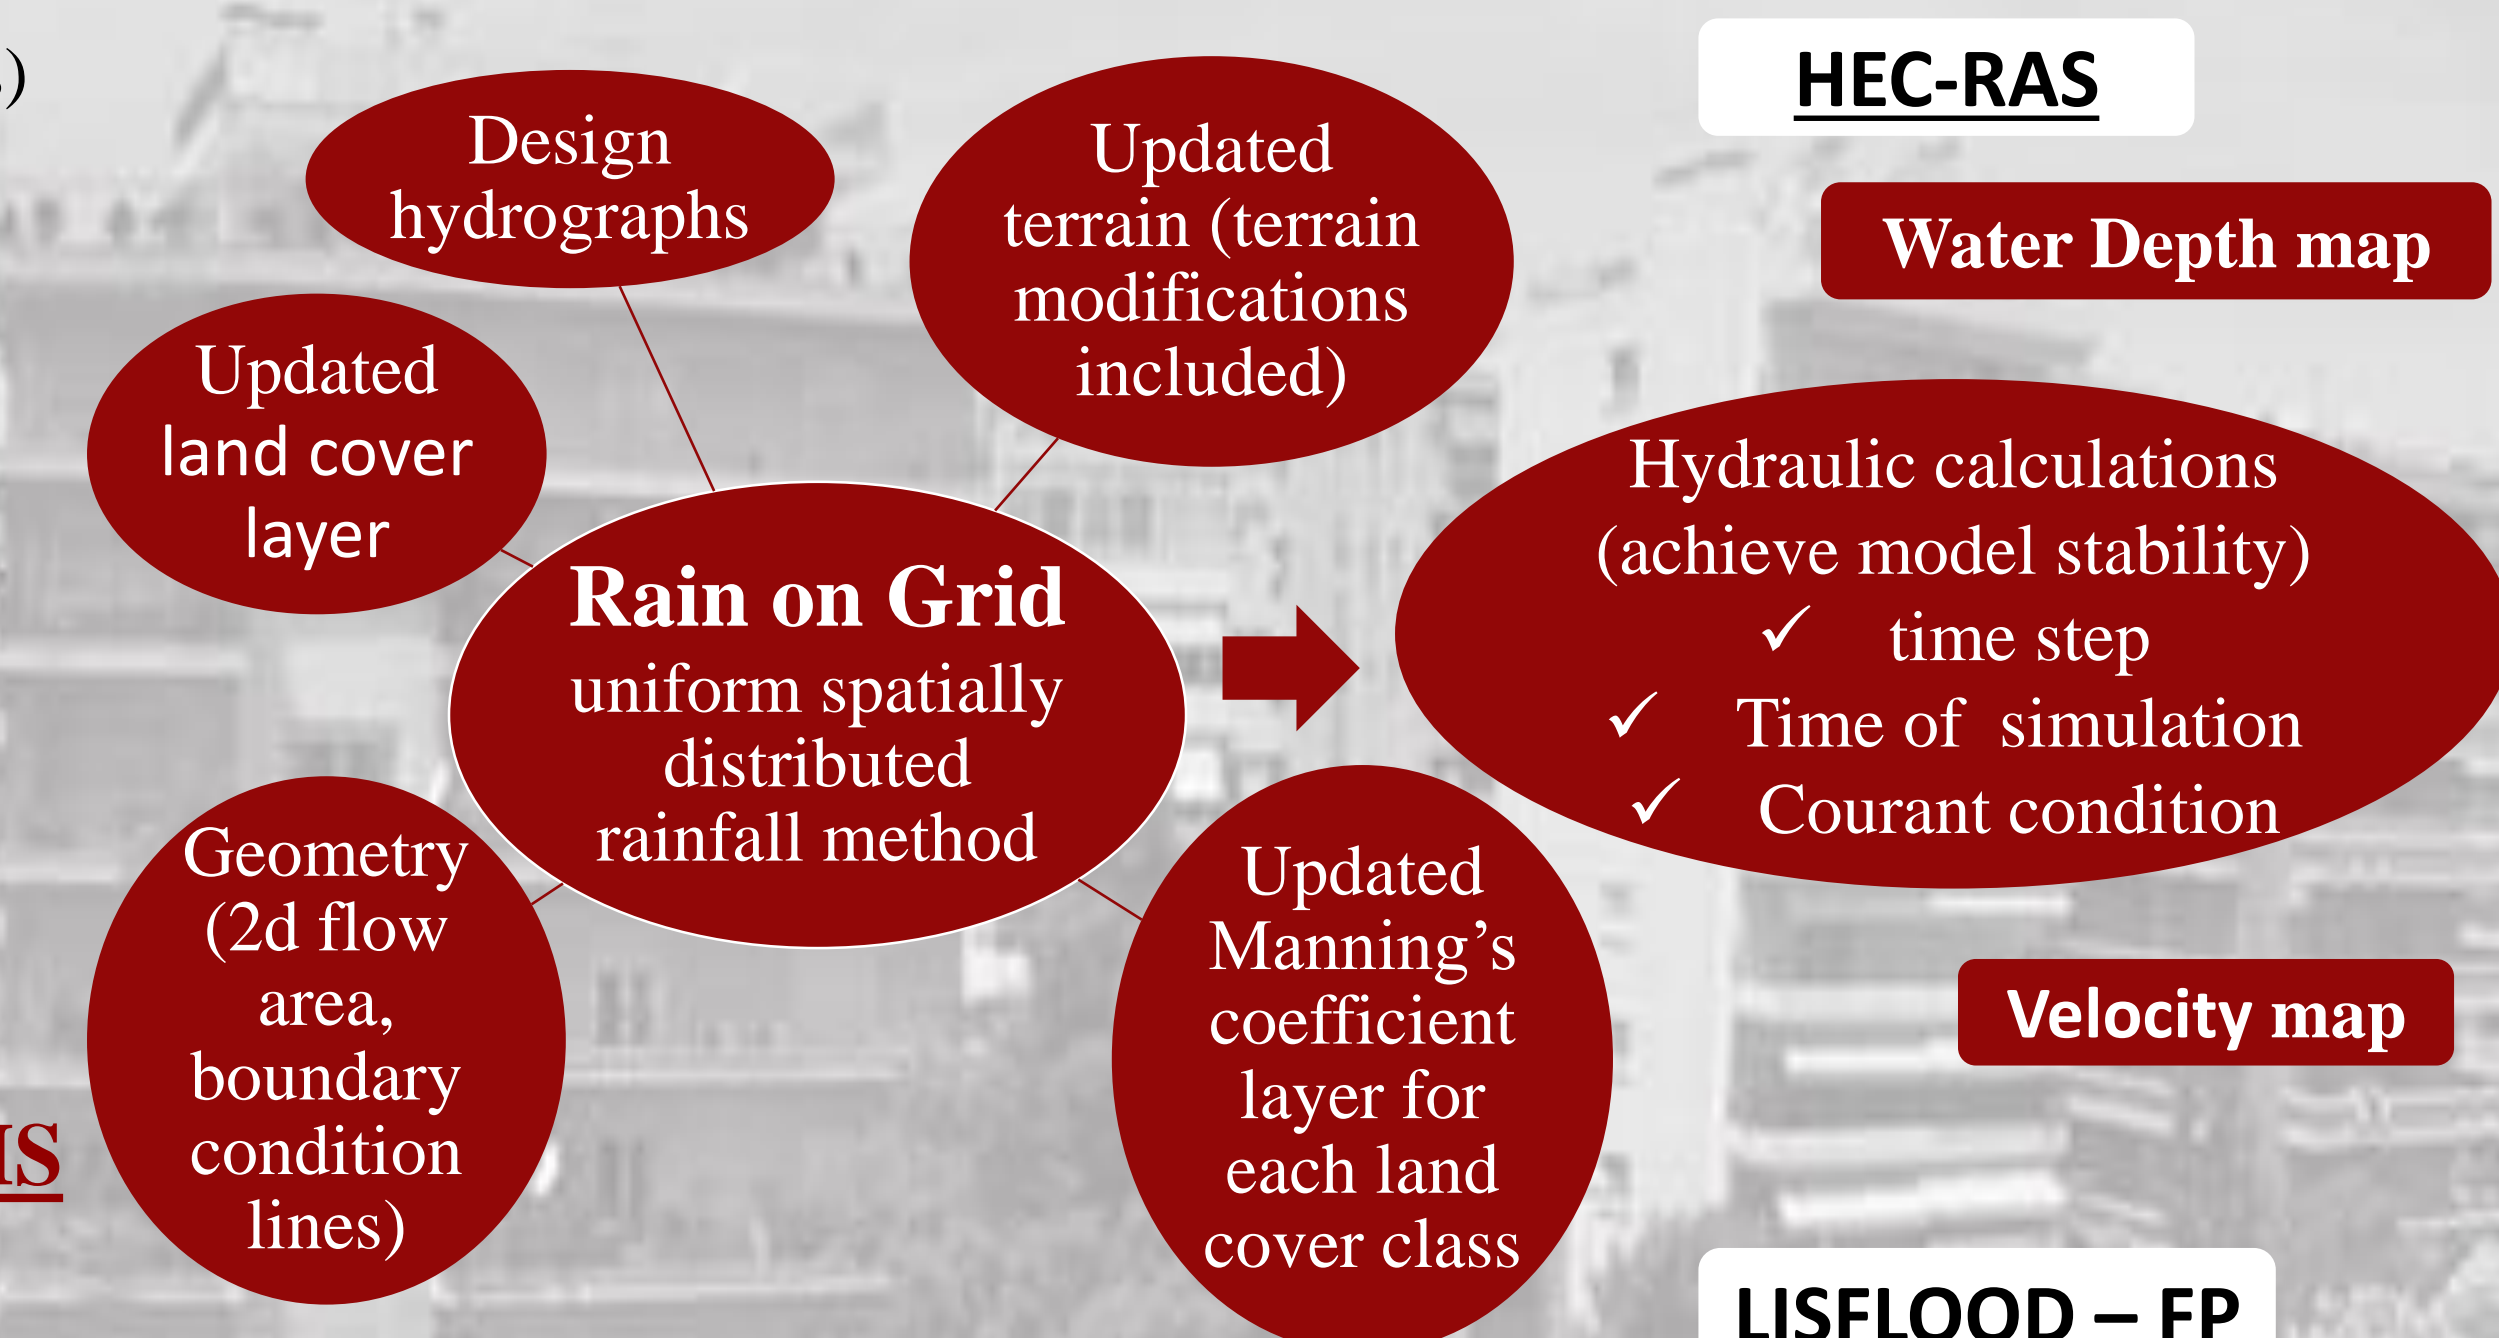 )
HEC-RAS
Design
hydrographs
Updated
terrain (terrain
modifications
included)
Water Depth map
Updated
land cover
layer
Rain on Grid
uniform spatially
distributed
rainfall method
Hydraulic calculations
(achieve model stability)
✓ time step
✓ Time of simulation
✓ Courant condition
Geometry
(2d flow
area,
boundary
condition
lines)
Updated
Manning’s
coefficient
layer for
each land
cover class
Velocity map
LISFLOOD – FP